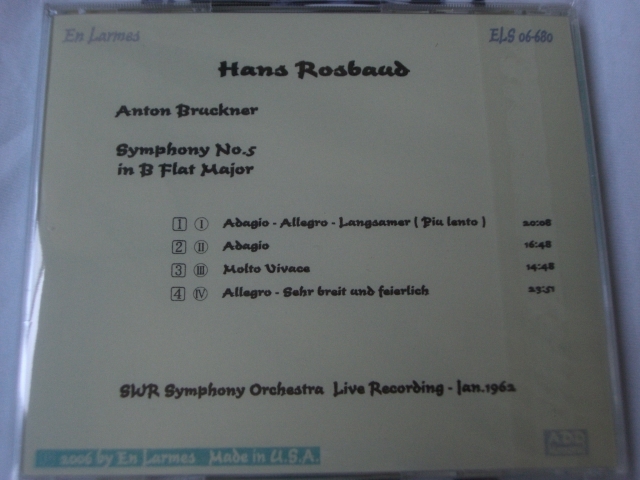 En Larmes ELS 06-680
Hans Rosbaud
Anton Bruckner
Symphony No.5
in B Flat Major
1 I Adagio - Allegro - Langsamer ( Piu lento ) 20:08
2 II Adagio 16:48
3 III Molto Vivace 14:48
4 IV Allegro - Sehr breit und feierlich 23:51
SWR Symphony Orchestra Live Recording - Jan.1962
2006 by En Larmes Made in U.S.A.